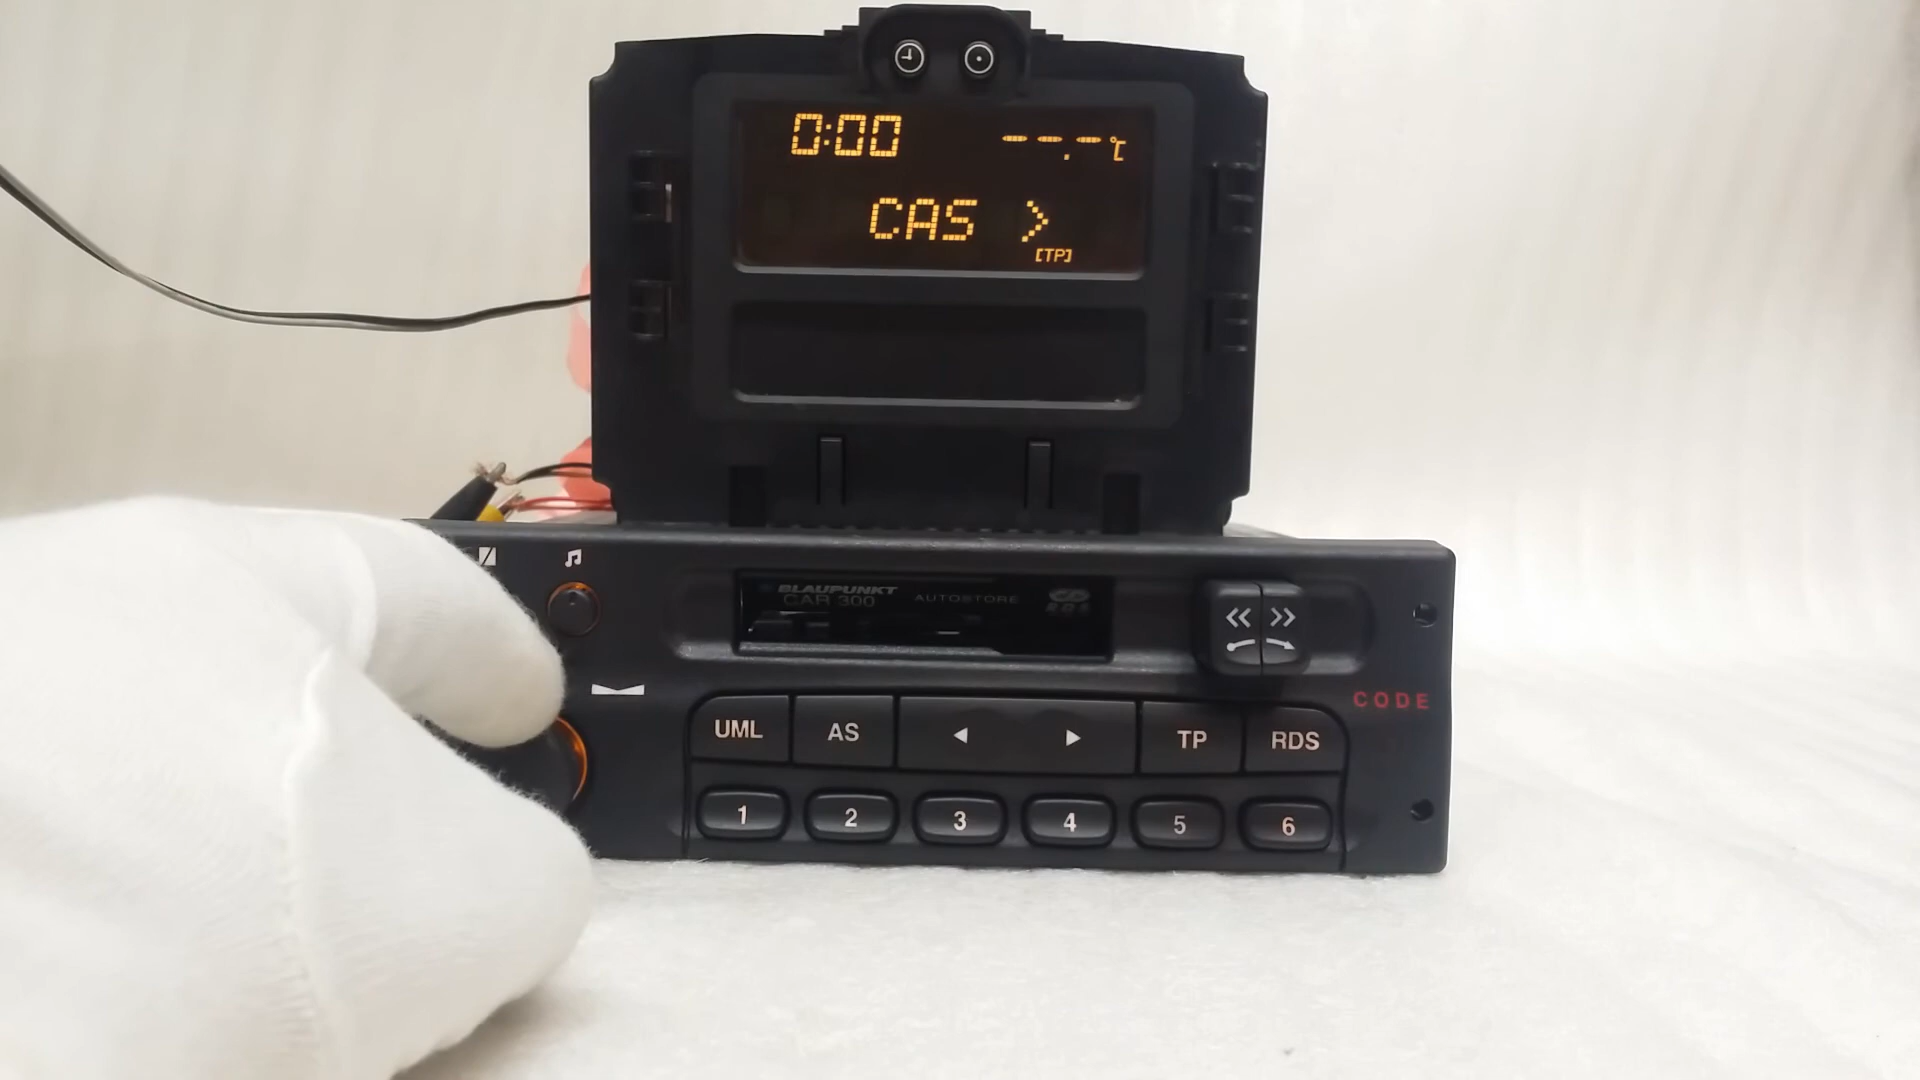 0:00 --.-°C
CAS >
[TP]
BLAUPUNKT
CAR 300 AUTOSTORE RDS
CODE
UML AS TP RDS
1 2 3 4 5 6